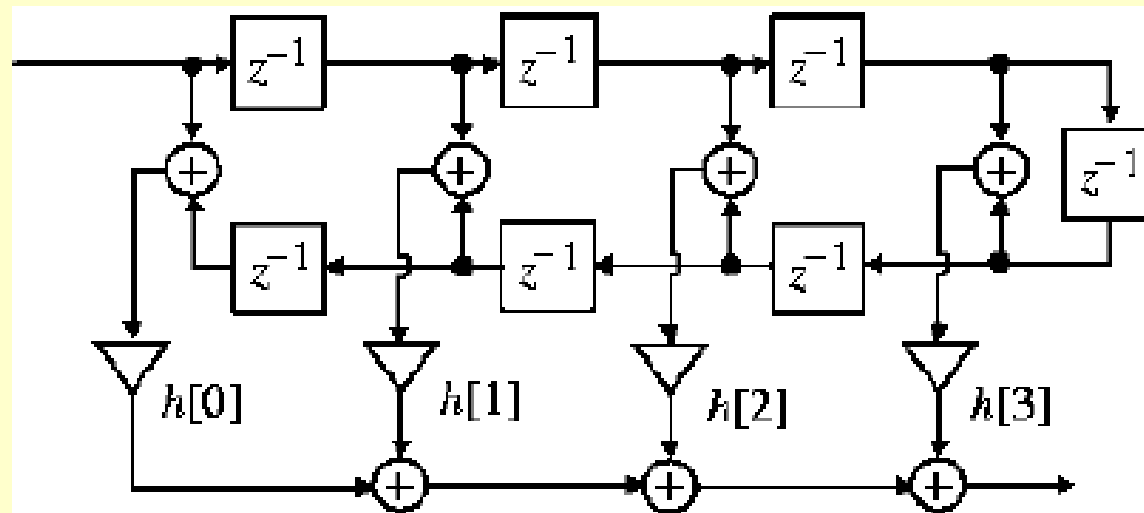 z⁻¹ z⁻¹ z⁻¹
+ + + + z⁻¹
z⁻¹ z⁻¹ z⁻¹
h[0] h[1] h[2] h[3]
+ + +